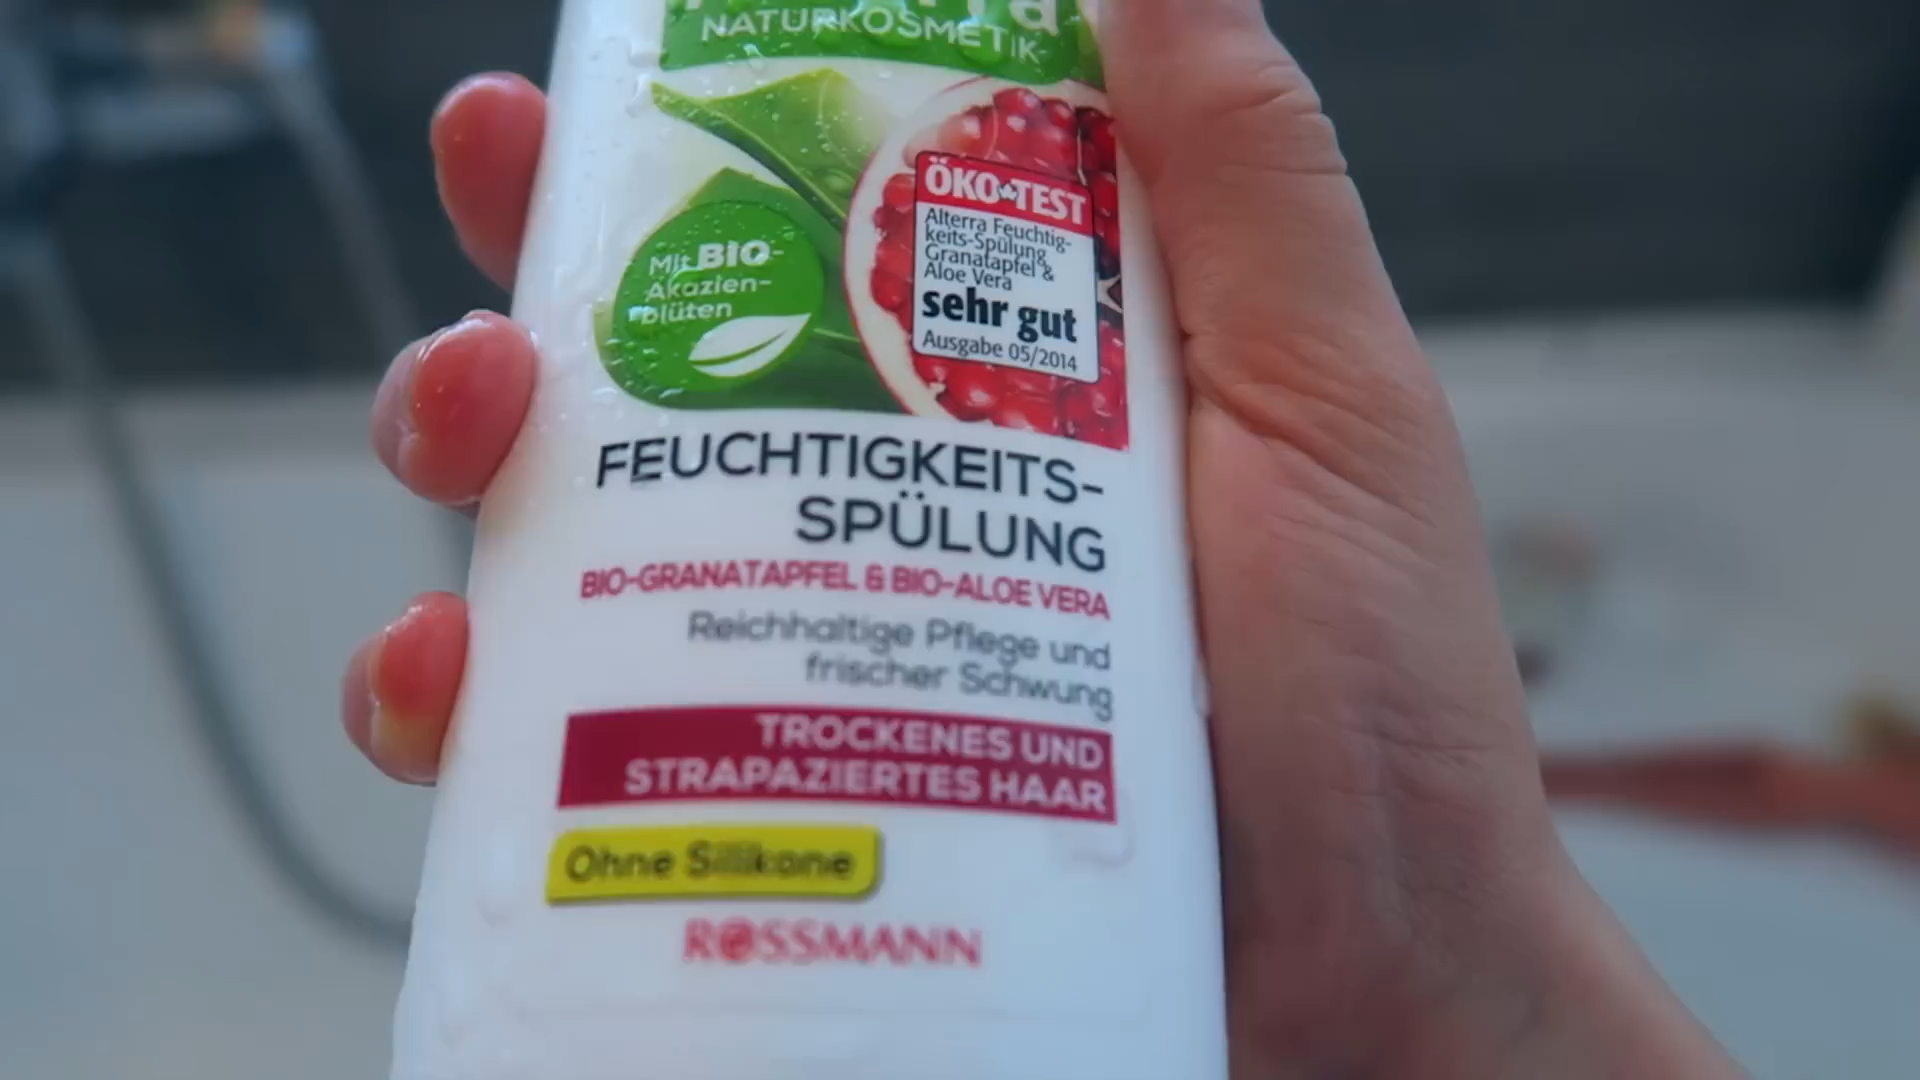 NATURKOSMETIK
ÖKO-TEST
Alterra Feuchtig-
keits-Spülung
Granatapfel &
Aloe Vera
sehr gut
Ausgabe 05/2014
Mit BIO-
Akazien-
blüten
FEUCHTIGKEITS-
SPÜLUNG
BIO-GRANATAPFEL & BIO-ALOE VERA
Reichhaltige Pflege und
frischer Schwung
TROCKENES UND
STRAPAZIERTES HAAR
Ohne Silikone
ROSSMANN